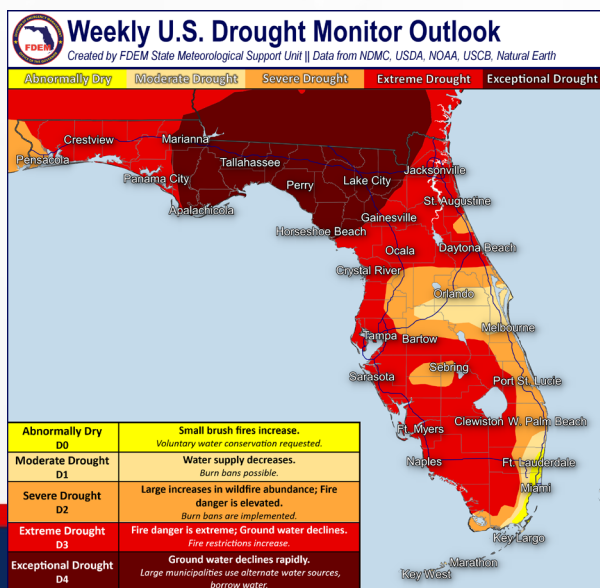 FDEM
Weekly U.S. Drought Monitor Outlook
Created by FDEM State Meteorological Support Unit || Data from NDMC, USDA, NOAA, USCB, Natural Earth
Abnormally Dry Moderate Drought Severe Drought Extreme Drought Exceptional Drought
Crestview
Marianna
Pensacola
Tallahassee
Jacksonville
Panama City
Perry
Lake City
Apalachicola
St. Augustine
Gainesville
Horseshoe Beach
Ocala
Daytona Beach
Crystal River
Orlando
Melbourne
Tampa
Bartow
Sarasota
Sebring
Port St. Lucie
Ft. Myers
Clewiston
W. Palm Beach
Naples
Ft. Lauderdale
Miami
Key Largo
Marathon
Key West
Abnormally Dry
D0
Small brush fires increase.
Voluntary water conservation requested.
Moderate Drought
D1
Water supply decreases.
Burn bans possible.
Severe Drought
D2
Large increases in wildfire abundance; Fire
danger is elevated.
Burn bans are implemented.
Extreme Drought
D3
Fire danger is extreme; Ground water declines.
Fire restrictions increase.
Exceptional Drought
D4
Ground water declines rapidly.
Large municipalities use alternate water sources,
borrow water.